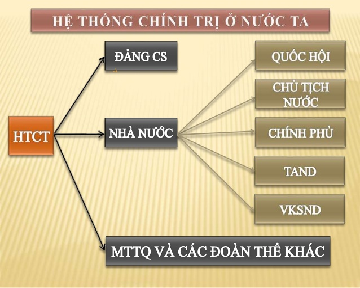 HỆ THỐNG CHÍNH TRỊ Ở NƯỚC TA
ĐẢNG CS
QUỐC HỘI
CHỦ TỊCH
NƯỚC
HTCT
NHÀ NƯỚC
CHÍNH PHỦ
TAND
VKSND
MTTQ VÀ CÁC ĐOÀN THỂ KHÁC